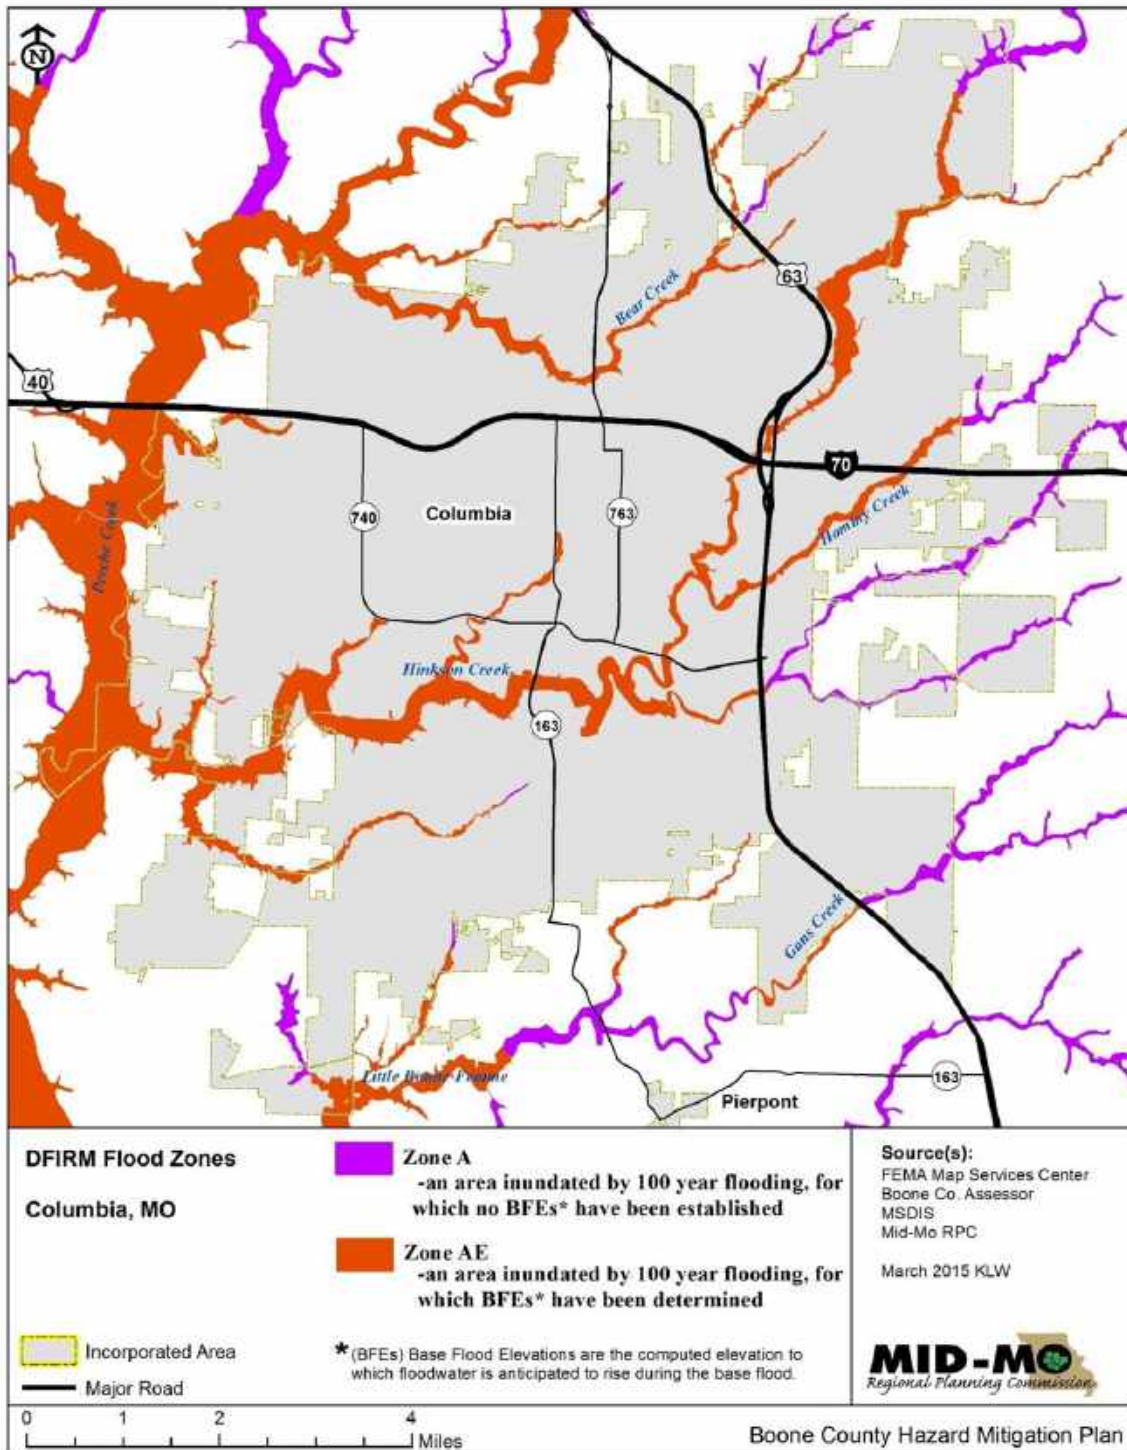 N
63
Bear Creek
40
70
Columbia
740
763
Hominy Creek
Perche Creek
Hinkson Creek
163
Gans Creek
Little Bonne Femme
163
Pierpont
DFIRM Flood Zones
Columbia, MO
Zone A
-an area inundated by 100 year flooding, for
which no BFEs* have been established
Zone AE
-an area inundated by 100 year flooding, for
which BFEs* have been determined
Incorporated Area
Major Road
* (BFEs) Base Flood Elevations are the computed elevation to
which floodwater is anticipated to rise during the base flood.
Source(s):
FEMA Map Services Center
Boone Co. Assessor
MSDIS
Mid-Mo RPC
March 2015 KLW
MID-MO
Regional Planning Commission
0 1 2 4
Miles
Boone County Hazard Mitigation Plan